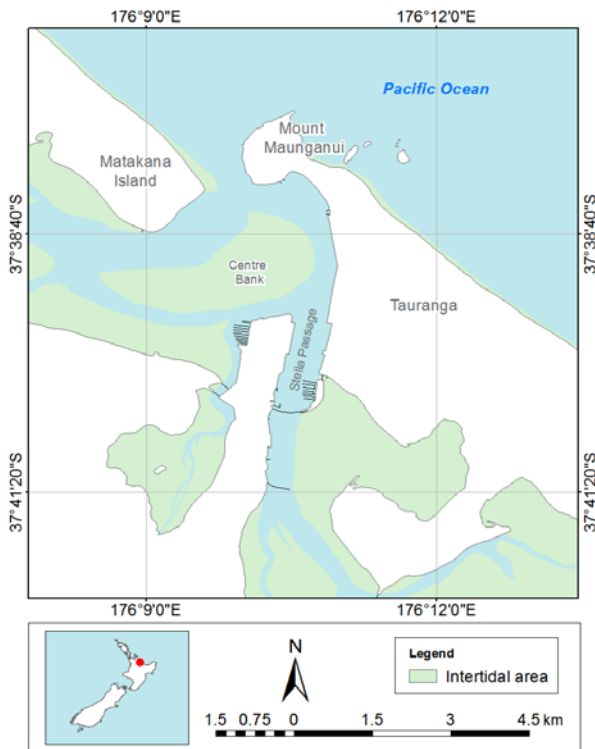 176°9'0"E 176°12'0"E
Pacific Ocean
Mount
Maunganui
Matakana
Island
37°38'40"S 37°38'40"S
Centre
Bank
Tauranga
Stella Passage
37°41'20"S 37°41'20"S
176°9'0"E 176°12'0"E
N
Legend
Intertidal area
1.5 0.75 0 1.5 3 4.5 km